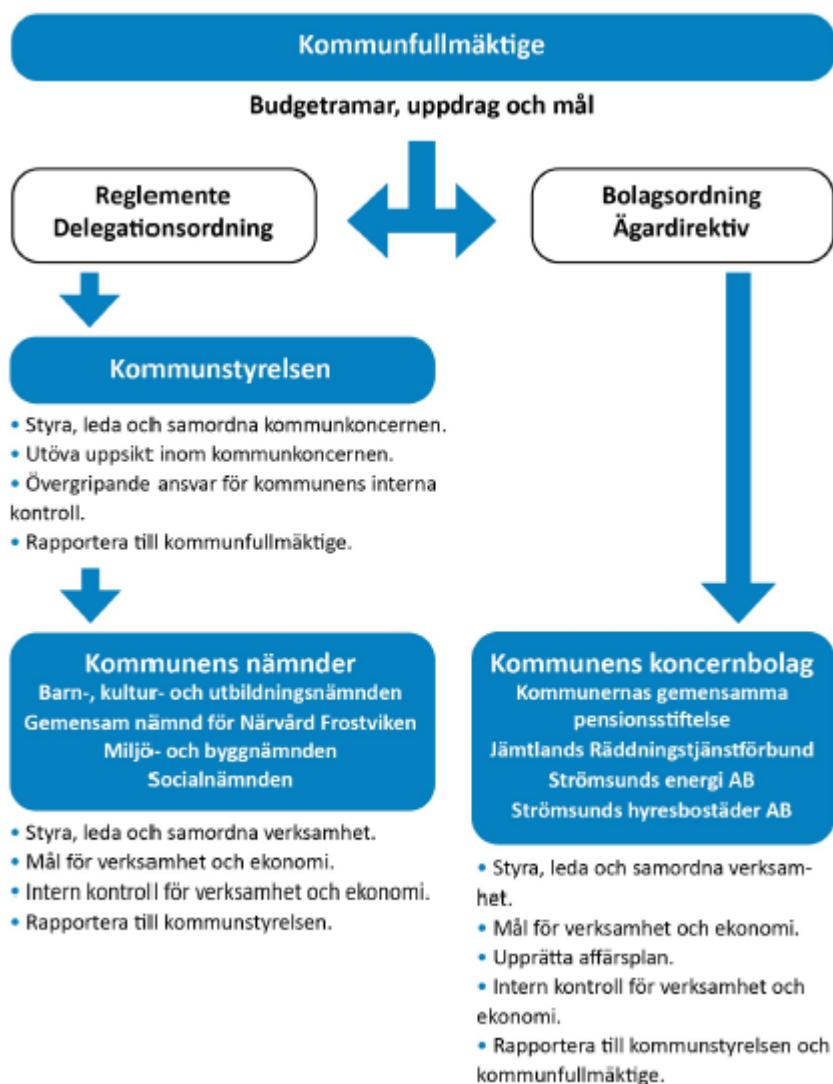 Kommunfullmäktige
Budgetramar, uppdrag och mål
Reglemente
Delegationsordning
Bolagsordning
Ägardirektiv
Kommunstyrelsen
• Styra, leda och samordna kommunkoncernen.
• Utöva uppsikt inom kommunkoncernen.
• Övergripande ansvar för kommunens interna
kontroll.
• Rapportera till kommunfullmäktige.
Kommunens nämnder
Barn-, kultur- och utbildningsnämnden
Gemensam nämnd för Närvård Frostviken
Miljö- och byggnämnden
Socialnämnden
• Styra, leda och samordna verksamhet.
• Mål för verksamhet och ekonomi.
• Intern kontroll för verksamhet och ekonomi.
• Rapportera till kommunstyrelsen.
Kommunens koncernbolag
Kommunernas gemensamma
pensionsstiftelse
Jämtlands Räddningstjänstförbund
Strömsunds energi AB
Strömsunds hyresbostäder AB
• Styra, leda och samordna verksam-
het.
• Mål för verksamhet och ekonomi.
• Upprätta affärsplan.
• Intern kontroll för verksamhet och
ekonomi.
• Rapportera till kommunstyrelsen och
kommunfullmäktige.